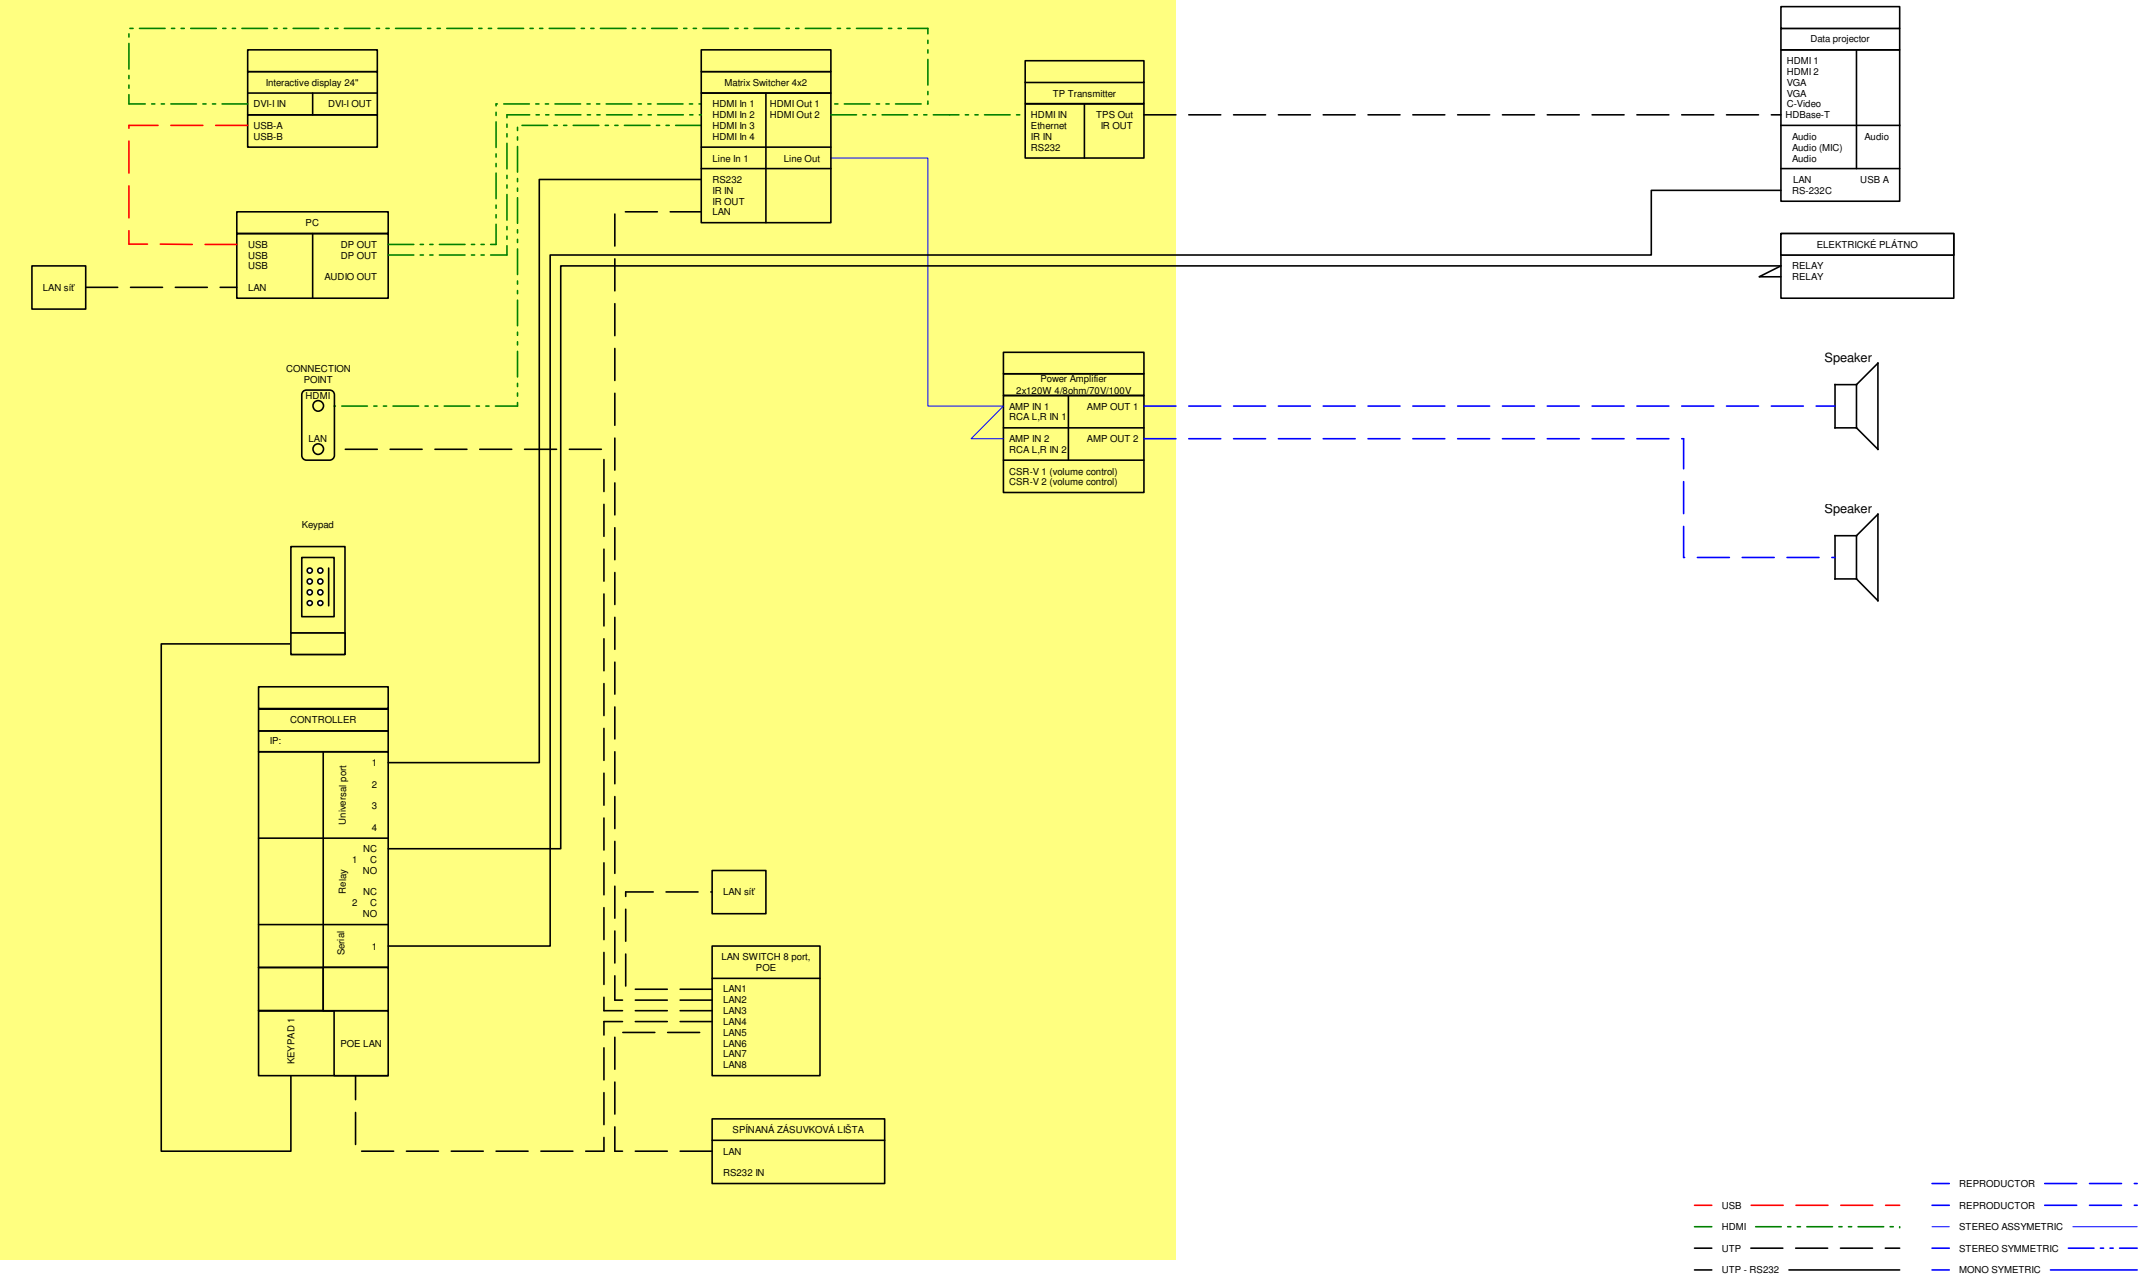 Interactive display 24"
DVI-I IN
DVI-I OUT
USB-A
USB-B
Matrix Switcher 4x2
HDMI In 1
HDMI Out 1
HDMI In 2
HDMI Out 2
HDMI In 3
HDMI In 4
Line In 1
Line Out
RS232
IR IN
IR OUT
LAN
TP Transmitter
HDMI IN
TPS Out
Ethernet
IR OUT
IR IN
RS232
Data projector
HDMI 1
HDMI 2
VGA
VGA
C-Video
HDBase-T
Audio
Audio
Audio (MIC)
Audio
LAN
USB A
RS-232C
PC
USB
DP OUT
USB
DP OUT
USB
AUDIO OUT
LAN
LAN síť
ELEKTRICKÉ PLÁTNO
RELAY
RELAY
CONNECTION
POINT
HDMI
LAN
Power Amplifier
2x120W 4/8ohm/70V/100V
AMP IN 1
AMP OUT 1
RCA L,R IN 1
AMP IN 2
AMP OUT 2
RCA L,R IN 2
CSR-V 1 (volume control)
CSR-V 2 (volume control)
Speaker
Speaker
Keypad
CONTROLLER
IP:
Universal port
1
2
3
4
Relay
NC
1 C
NO
NC
2 C
NO
Serial
1
KEYPAD 1
POE LAN
LAN síť
LAN SWITCH 8 port,
POE
LAN1
LAN2
LAN3
LAN4
LAN5
LAN6
LAN7
LAN8
SPÍNANÁ ZÁSUVKOVÁ LIŠTA
LAN
RS232 IN
USB
HDMI
UTP
UTP - RS232
REPRODUCTOR
REPRODUCTOR
STEREO ASSYMETRIC
STEREO SYMMETRIC
MONO SYMETRIC